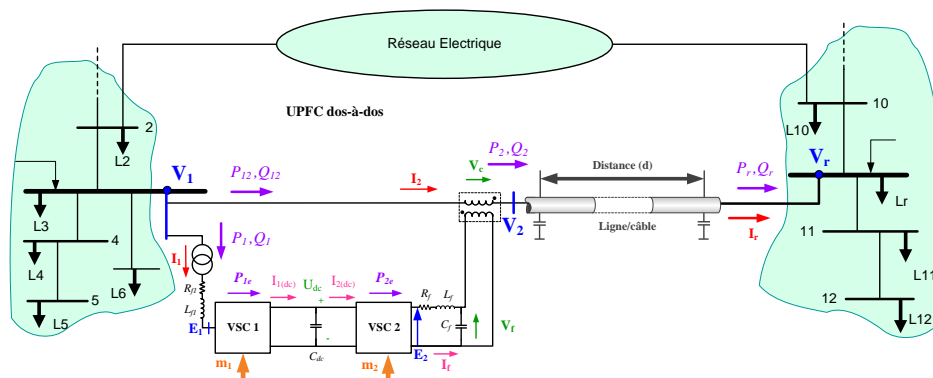 Réseau Electrique
UPFC dos-à-dos
2
L2
V1
P12,Q12
I2
Vc
P2,Q2
Distance (d)
Pr,Qr
Vr
10
L10
L3
4
L4
L6
5
L5
P1,Q1
I1
Rf1
Lf1
E1
P1e
I1(dc)
Udc
I2(dc)
P2e
VSC 1
+
-
Cdc
VSC 2
m1
m2
Rf
Lf
Cf
E2
If
Vf
V2
Ligne/câble
Ir
Lr
11
L11
12
L12